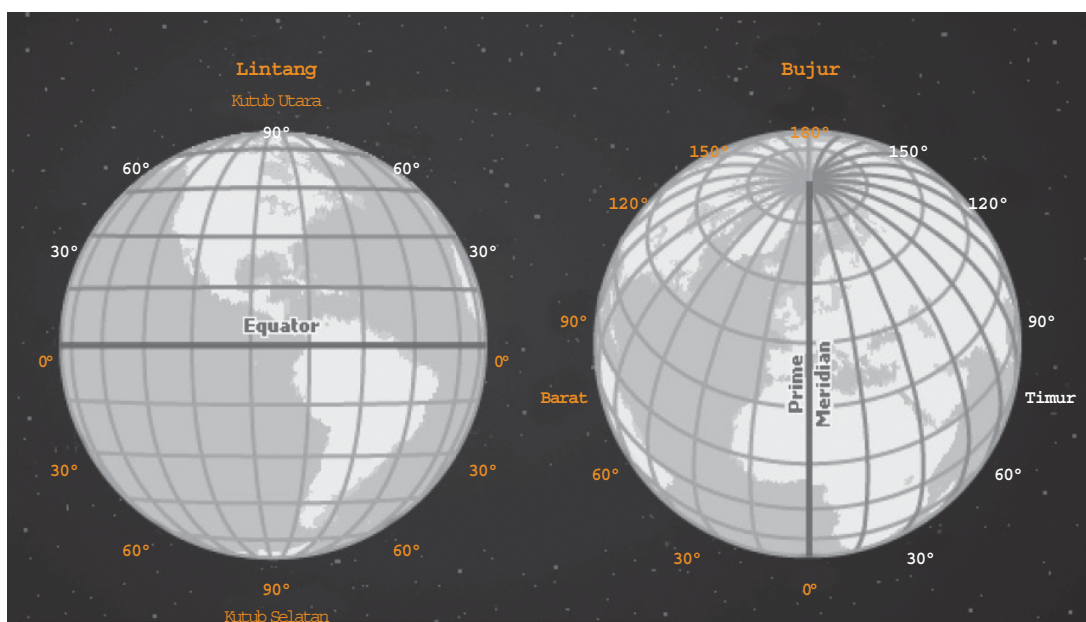 Lintang
Kutub Utara
90°
60° 60°
30° 30°
Equator
0° 0°
30° 30°
60° 60°
90°
Kutub Selatan
Bujur
180°
150° 150°
120° 120°
90° 90°
Prime
Meridian
Barat Timur
60° 60°
30° 30°
0°